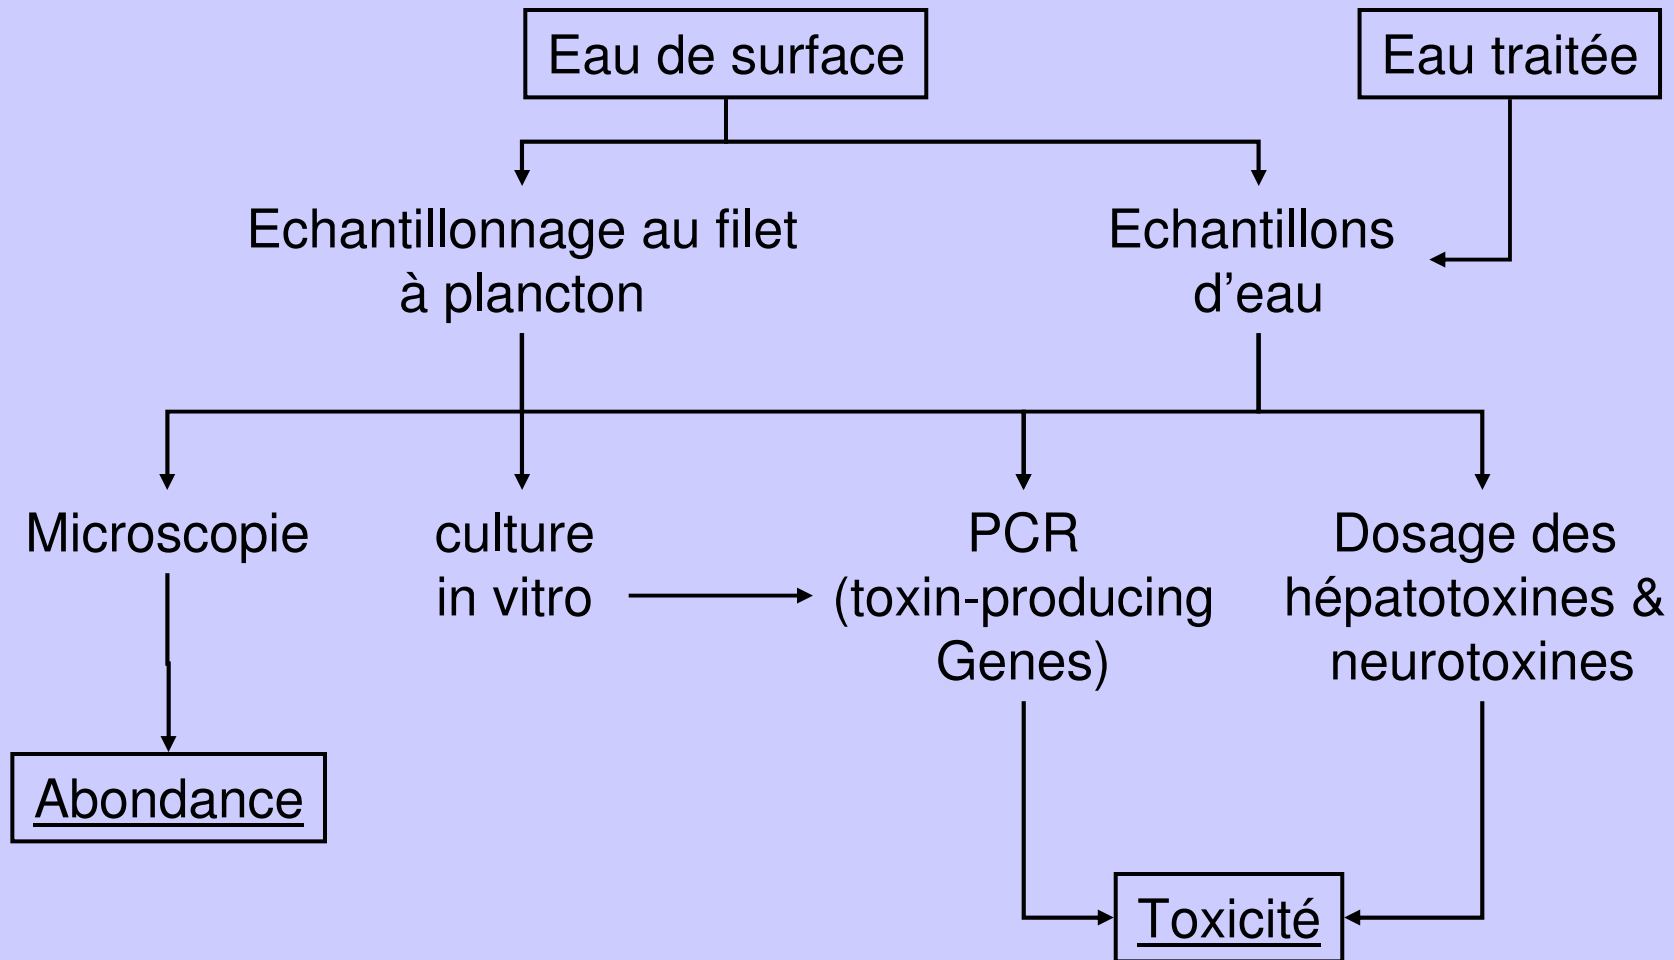 Eau de surface
Eau traitée
Echantillonnage au filet
à plancton
Echantillons
d’eau
Microscopie
culture
in vitro
PCR
(toxin-producing
Genes)
Dosage des
hépatotoxines &
neurotoxines
Abondance
Toxicité